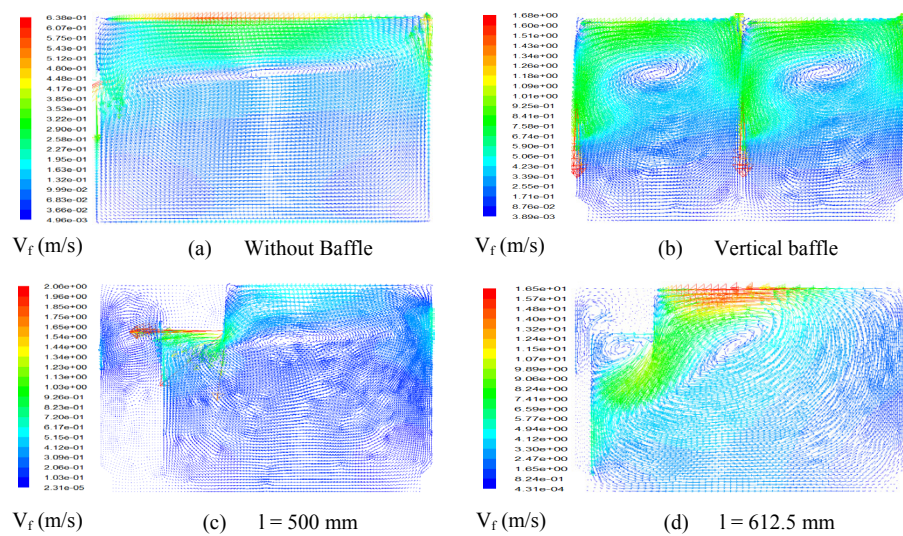 6.38e-01
6.07e-01
5.75e-01
5.43e-01
5.12e-01
4.80e-01
4.48e-01
4.17e-01
3.85e-01
3.53e-01
3.22e-01
2.90e-01
2.58e-01
2.27e-01
1.95e-01
1.63e-01
1.32e-01
9.99e-02
6.83e-02
3.66e-02
4.96e-03
V_f (m/s) (a) Without Baffle
1.68e+00
1.60e+00
1.51e+00
1.43e+00
1.34e+00
1.26e+00
1.18e+00
1.09e+00
1.01e+00
9.25e-01
8.41e-01
7.58e-01
6.74e-01
5.90e-01
5.06e-01
4.23e-01
3.39e-01
2.55e-01
1.71e-01
8.76e-02
3.89e-03
V_f (m/s) (b) Vertical baffle
2.06e+00
1.96e+00
1.85e+00
1.75e+00
1.65e+00
1.54e+00
1.44e+00
1.34e+00
1.24e+00
1.13e+00
1.03e+00
9.26e-01
8.23e-01
7.20e-01
6.17e-01
5.15e-01
4.12e-01
3.09e-01
2.06e-01
1.03e-01
2.31e-05
V_f (m/s) (c) l = 500 mm
1.65e+01
1.57e+01
1.48e+01
1.40e+01
1.32e+01
1.24e+01
1.15e+01
1.07e+01
9.89e+00
9.06e+00
8.24e+00
7.41e+00
6.59e+00
5.77e+00
4.94e+00
4.12e+00
3.30e+00
2.47e+00
1.65e+00
8.24e-01
4.31e-04
V_f (m/s) (d) l = 612.5 mm